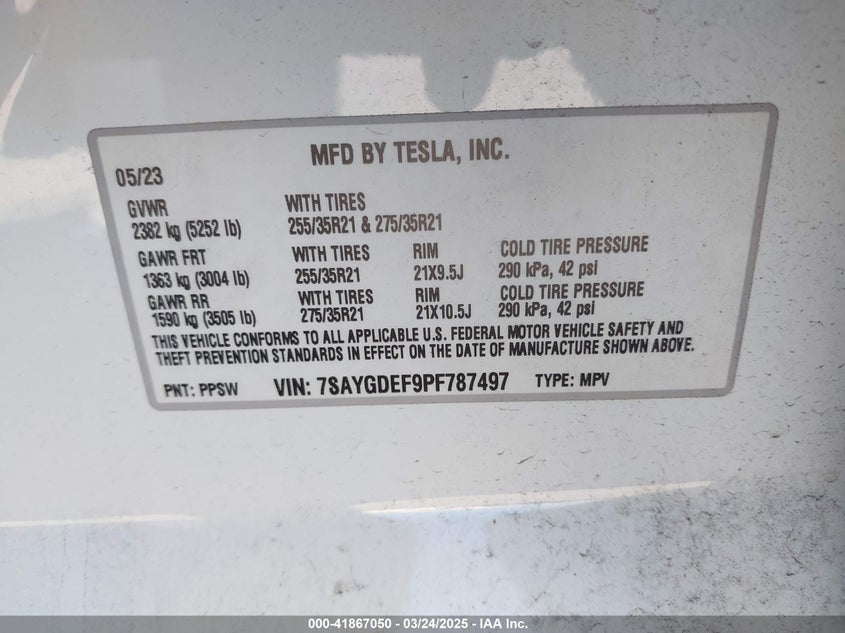 MFD BY TESLA, INC.
05/23
GVWR WITH TIRES
2382 kg (5252 lb) 255/35R21 & 275/35R21
GAWR FRT WITH TIRES RIM COLD TIRE PRESSURE
1363 kg (3004 lb) 255/35R21 21X9.5J 290 kPa, 42 psi
GAWR RR WITH TIRES RIM COLD TIRE PRESSURE
1590 kg (3505 lb) 275/35R21 21X10.5J 290 kPa, 42 psi
THIS VEHICLE CONFORMS TO ALL APPLICABLE U.S. FEDERAL MOTOR VEHICLE SAFETY AND
THEFT PREVENTION STANDARDS IN EFFECT ON THE DATE OF MANUFACTURE SHOWN ABOVE.
PNT: PPSW VIN: 7SAYGDEF9PF787497 TYPE: MPV
000-41867050 - 03/24/2025 - IAA Inc.